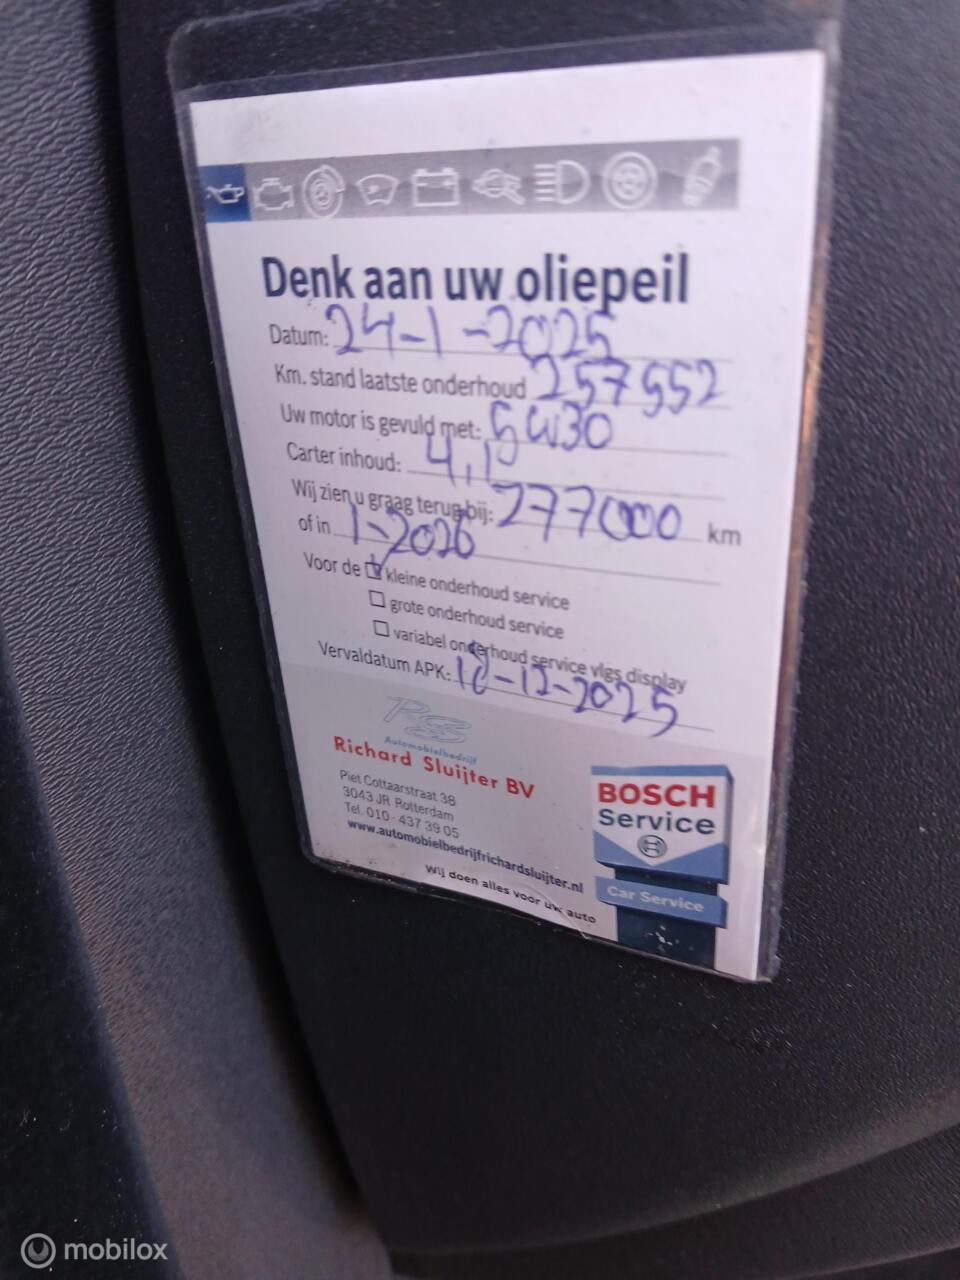 Denk aan uw oliepeil
Datum: 24-1-2025
Km. stand laatste onderhoud 257552
Uw motor is gevuld met: 5W30
Carter inhoud: 4,1
Wij zien u graag terug bij: 277000 km
of in 1-2026
Voor de kleine onderhoud service
grote onderhoud service
variabel onderhoud service vlgs display
Vervaldatum APK: 18-12-2025
RS
Automobielbedrijf
Richard Sluijter BV
Piet Cottaarstraat 38
3043 JR Rotterdam
Tel. 010 - 437 39 05
www.automobielbedrijfrichardsluijter.nl
Wij doen alles voor uw auto
BOSCH
Service
Car Service
mobilox